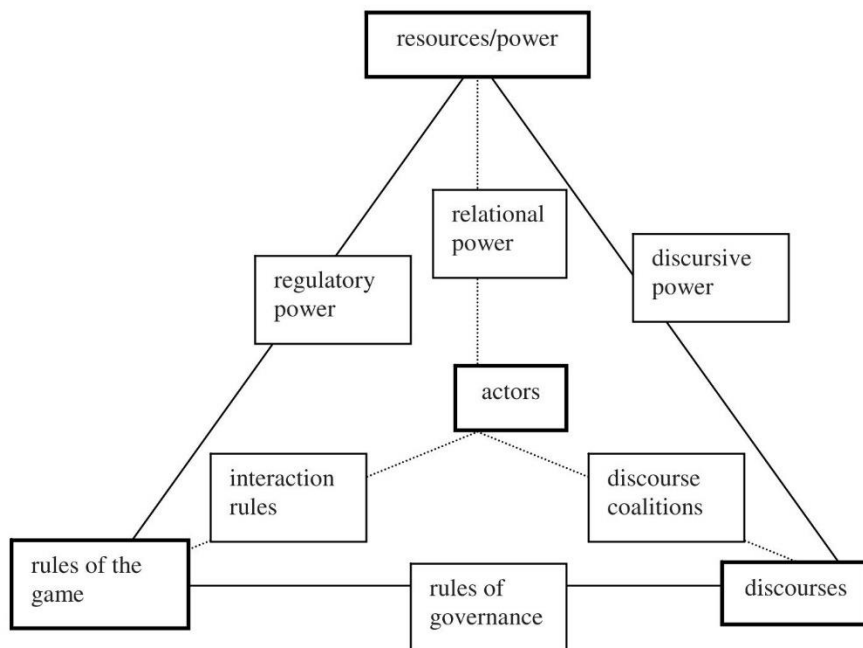 resources/power
relational
power
discursive
power
regulatory
power
actors
interaction
rules
discourse
coalitions
rules of the
game
rules of
governance
discourses